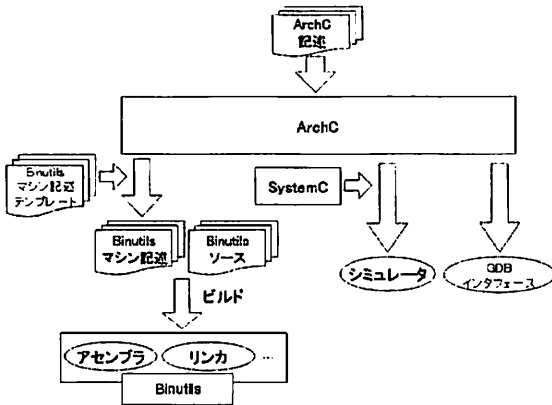 ArchC
記述
ArchC
Binutils
マシン記述
テンプレート
SystemC
Binutils
マシン記述
Binutils
ソース
シミュレータ
GDB
インタフェース
ビルド
アセンブラ
リンカ
...
Binutils